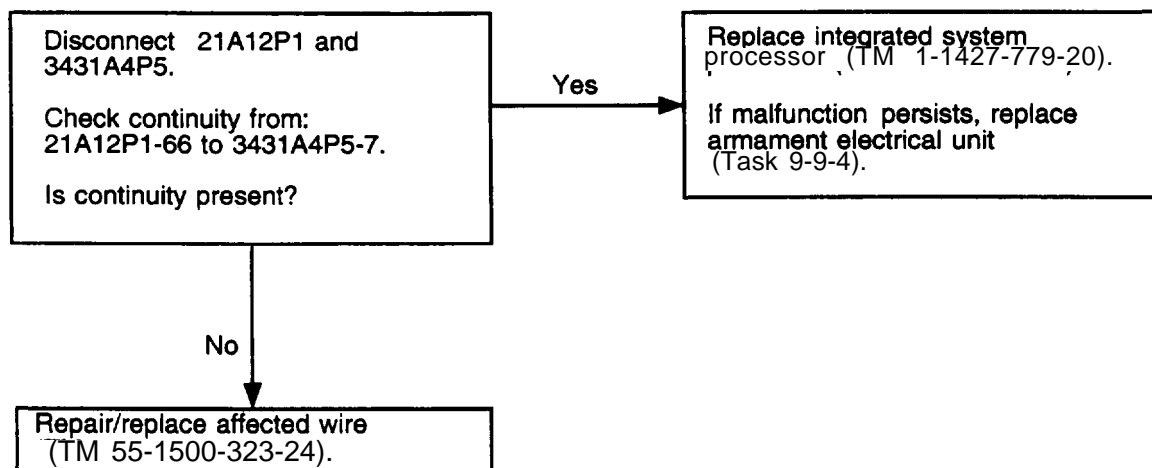 Disconnect 21A12P1 and
3431A4P5.
Check continuity from:
21A12P1-66 to 3431A4P5-7.
Is continuity present?
Yes
Replace integrated system
processor (TM 1-1427-779-20).
If malfunction persists, replace
armament electrical unit
(Task 9-9-4).
No
Repair/replace affected wire
(TM 55-1500-323-24).